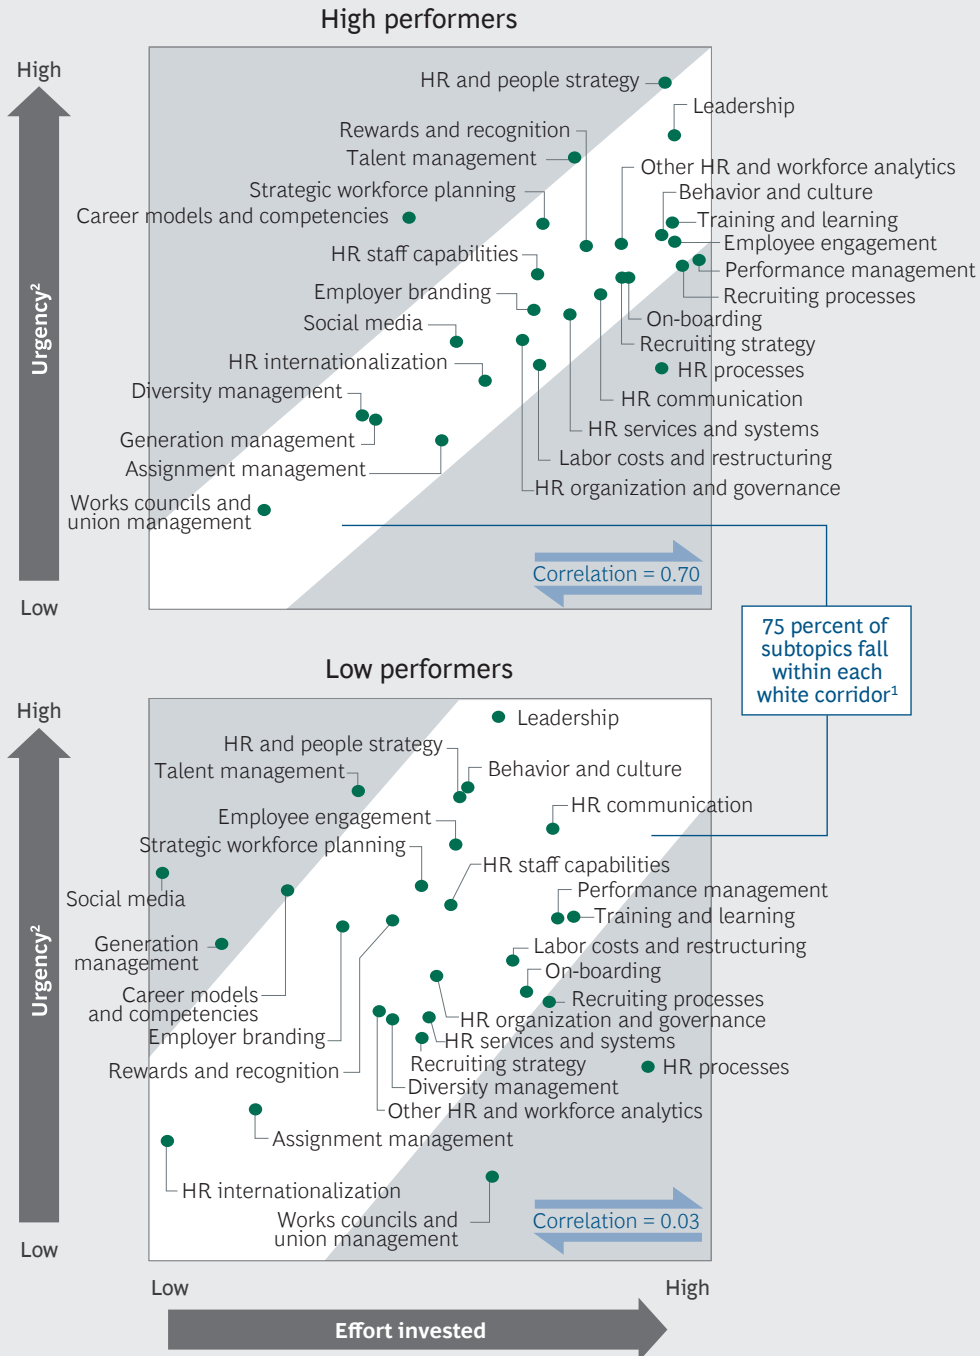 High performers
High
Urgency²
Low
HR and people strategy
Leadership
Rewards and recognition
Talent management
Other HR and workforce analytics
Strategic workforce planning
Behavior and culture
Career models and competencies
Training and learning
Employee engagement
HR staff capabilities
Performance management
Employer branding
Recruiting processes
Social media
On-boarding
Recruiting strategy
HR internationalization
HR processes
Diversity management
HR communication
Generation management
HR services and systems
Assignment management
Labor costs and restructuring
HR organization and governance
Works councils and
union management
Correlation = 0.70
75 percent of
subtopics fall
within each
white corridor¹
Low performers
High
Urgency²
Low
Leadership
HR and people strategy
Talent management
Behavior and culture
HR communication
Employee engagement
Strategic workforce planning
HR staff capabilities
Social media
Performance management
Training and learning
Generation
management
Labor costs and restructuring
On-boarding
Career models
and competencies
Recruiting processes
HR organization and governance
Employer branding
HR services and systems
Rewards and recognition
Recruiting strategy
HR processes
Diversity management
Other HR and workforce analytics
Assignment management
HR internationalization
Works councils and
union management
Correlation = 0.03
Low
High
Effort invested